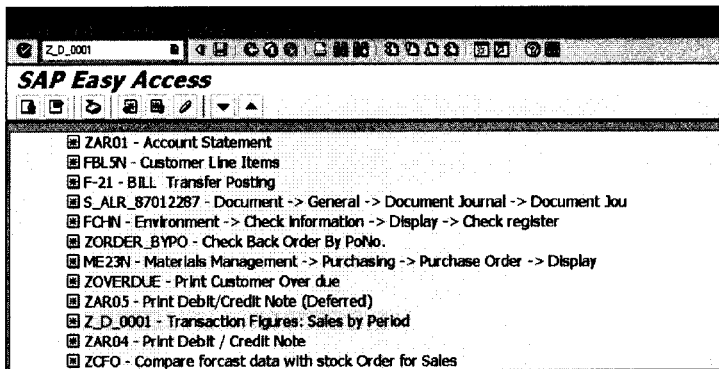 Z_D_0001
SAP Easy Access
ZAR01 - Account Statement
FBL5N - Customer Line Items
F-21 - BILL Transfer Posting
S_ALR_87012287 - Document -> General -> Document Journal -> Document Jou
FCHN - Environment -> Check Information -> Display -> Check register
ZORDER_BYPO - Check Back Order By PoNo.
ME23N - Materials Management -> Purchasing -> Purchase Order -> Display
ZOVERDUE - Print Customer Over due
ZAR05 - Print Debit/Credit Note (Deferred)
Z_D_0001 - Transaction Figures: Sales by Period
ZAR04 - Print Debit / Credit Note
ZCFO - Compare forcast data with stock Order for Sales